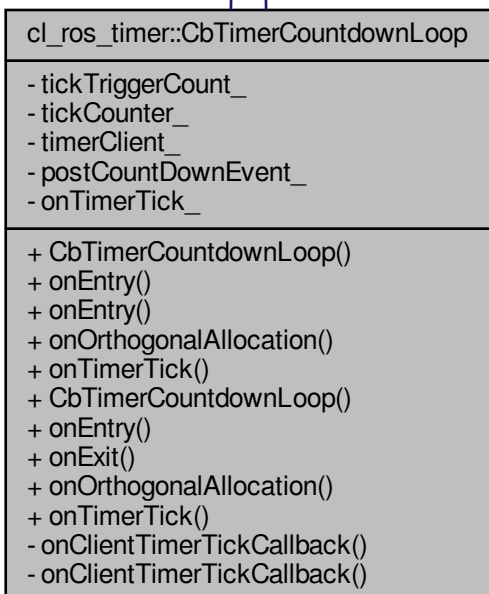 cl_ros_timer::CbTimerCountdownLoop
- tickTriggerCount_
- tickCounter_
- timerClient_
- postCountDownEvent_
- onTimerTick_
+ CbTimerCountdownLoop()
+ onEntry()
+ onEntry()
+ onOrthogonalAllocation()
+ onTimerTick()
+ CbTimerCountdownLoop()
+ onEntry()
+ onExit()
+ onOrthogonalAllocation()
+ onTimerTick()
- onClientTimerTickCallback()
- onClientTimerTickCallback()